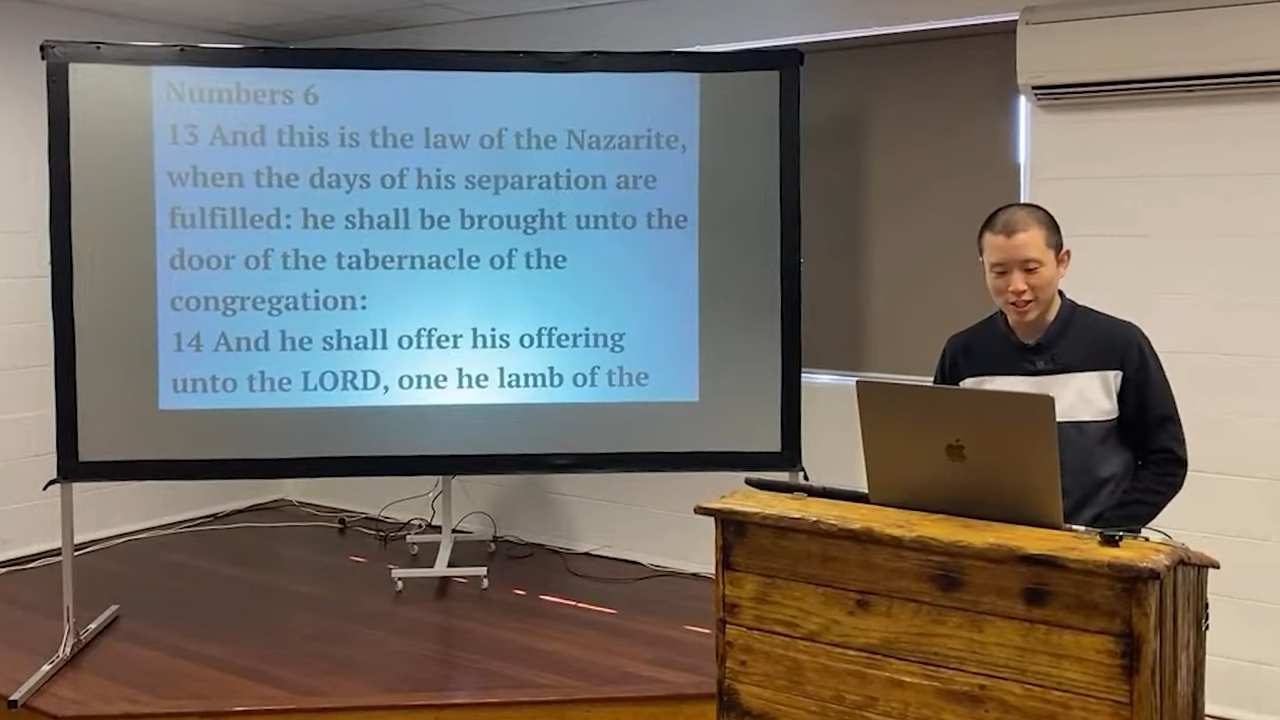 Numbers 6
13 And this is the law of the Nazarite,
when the days of his separation are
fulfilled: he shall be brought unto the
door of the tabernacle of the
congregation:
14 And he shall offer his offering
unto the LORD, one he lamb of the